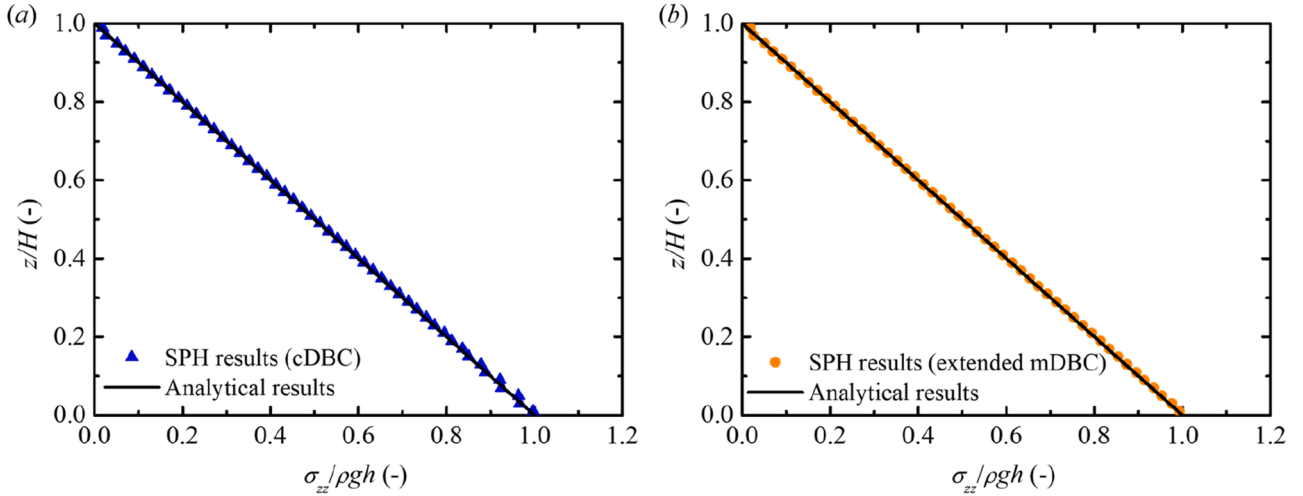 (a)
1.0
0.8
0.6
0.4
0.2
0.0
z/H (-)
SPH results (cDBC)
Analytical results
0.0 0.2 0.4 0.6 0.8 1.0 1.2
σzz/ρgh (-)
(b)
1.0
0.8
0.6
0.4
0.2
0.0
z/H (-)
SPH results (extended mDBC)
Analytical results
0.0 0.2 0.4 0.6 0.8 1.0 1.2
σzz/ρgh (-)